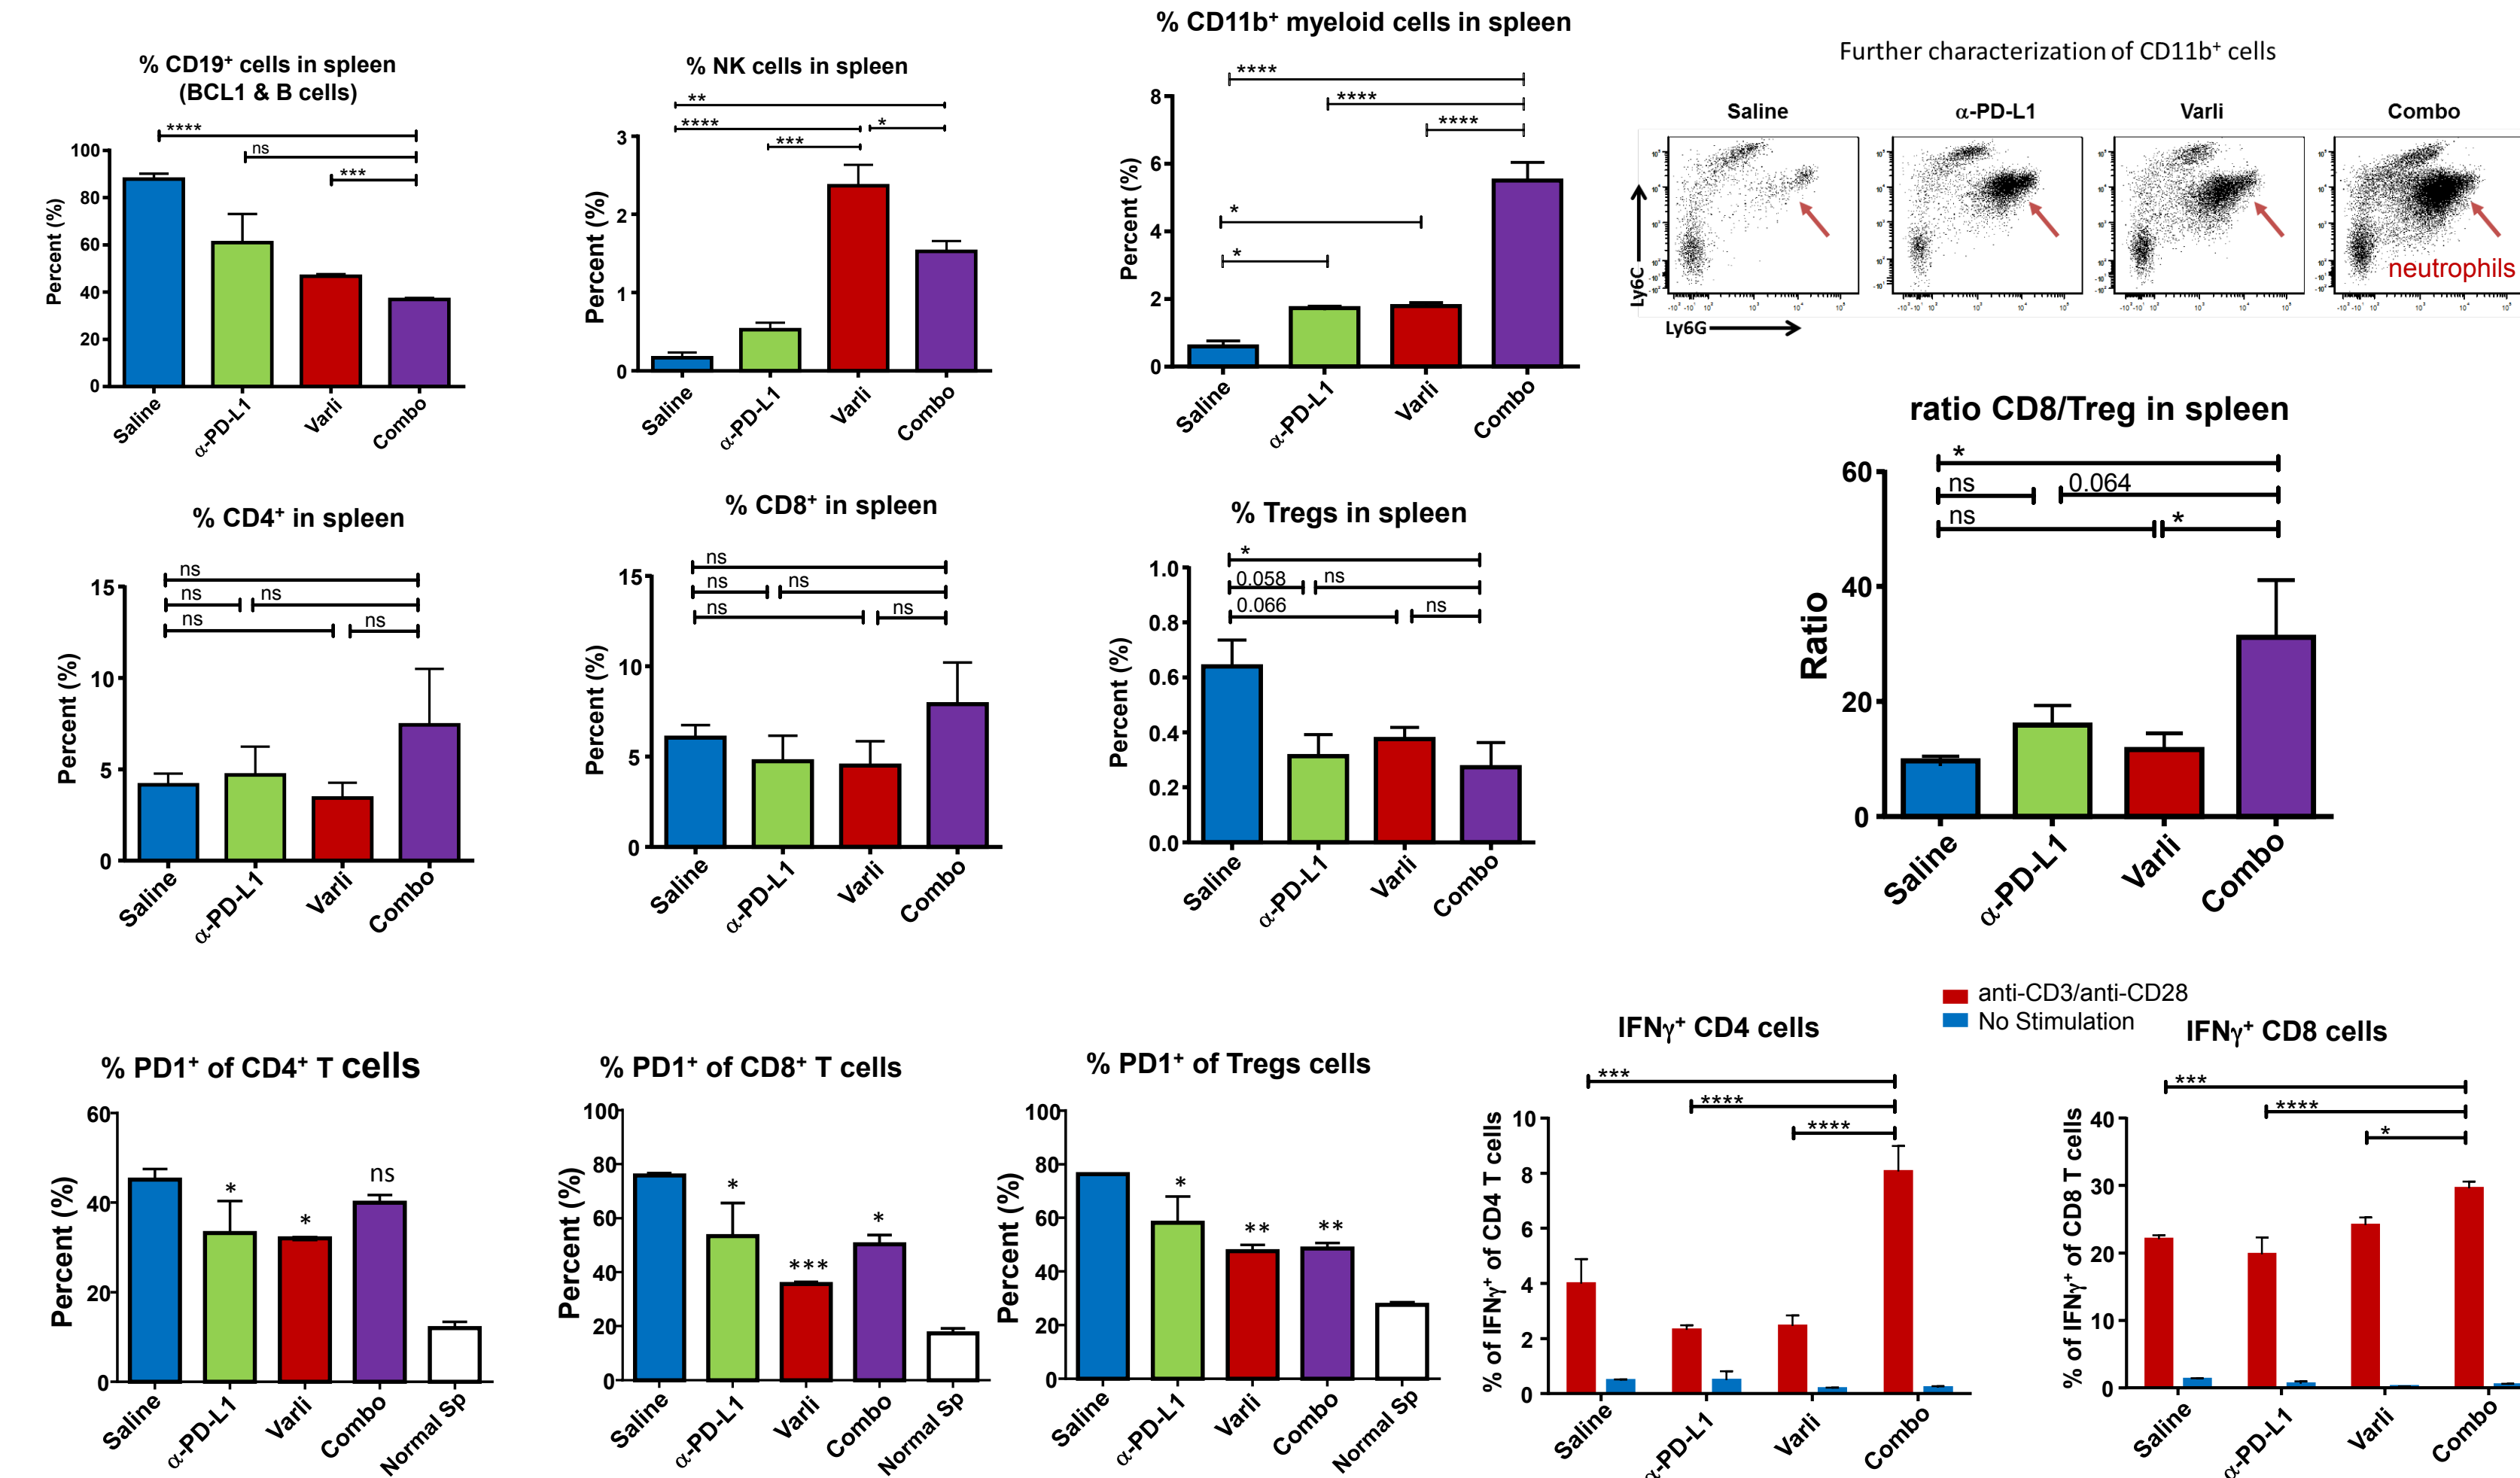 % CD19⁺ cells in spleen
(BCL1 & B cells)
****
ns
***
Percent (%)
100
80
60
40
20
0
Saline
α-PD-L1
Varli
Combo
% NK cells in spleen
**
****
*
***
Percent (%)
3
2
1
0
Saline
α-PD-L1
Varli
Combo
% CD11b⁺ myeloid cells in spleen
****
****
****
*
*
Percent (%)
8
6
4
2
0
Saline
α-PD-L1
Varli
Combo
Further characterization of CD11b⁺ cells
Saline
α-PD-L1
Varli
Combo
neutrophils
Ly6C
Ly6G
% CD4⁺ in spleen
ns
ns
ns
ns
ns
Percent (%)
15
10
5
0
Saline
α-PD-L1
Varli
Combo
% CD8⁺ in spleen
ns
ns
ns
ns
ns
Percent (%)
15
10
5
0
Saline
α-PD-L1
Varli
Combo
% Tregs in spleen
*
0.058
ns
0.066
ns
Percent (%)
1.0
0.8
0.6
0.4
0.2
0.0
Saline
α-PD-L1
Varli
Combo
ratio CD8/Treg in spleen
*
ns
0.064
ns
*
Ratio
60
40
20
0
Saline
α-PD-L1
Varli
Combo
% PD1⁺ of CD4⁺ T cells
Percent (%)
60
40
20
0
*
*
ns
Saline
α-PD-L1
Varli
Combo
Normal Sp
% PD1⁺ of CD8⁺ T cells
Percent (%)
100
80
60
40
20
0
*
***
*
Saline
α-PD-L1
Varli
Combo
Normal Sp
% PD1⁺ of Tregs cells
Percent (%)
100
80
60
40
20
0
*
**
**
Saline
α-PD-L1
Varli
Combo
Normal Sp
anti-CD3/anti-CD28
No Stimulation
IFNγ⁺ CD4 cells
***
****
****
% of IFNγ⁺ of CD4 T cells
10
8
6
4
2
0
Saline
α-PD-L1
Varli
Combo
IFNγ⁺ CD8 cells
***
****
*
% of IFNγ⁺ of CD8 T cells
40
30
20
10
0
Saline
α-PD-L1
Varli
Combo